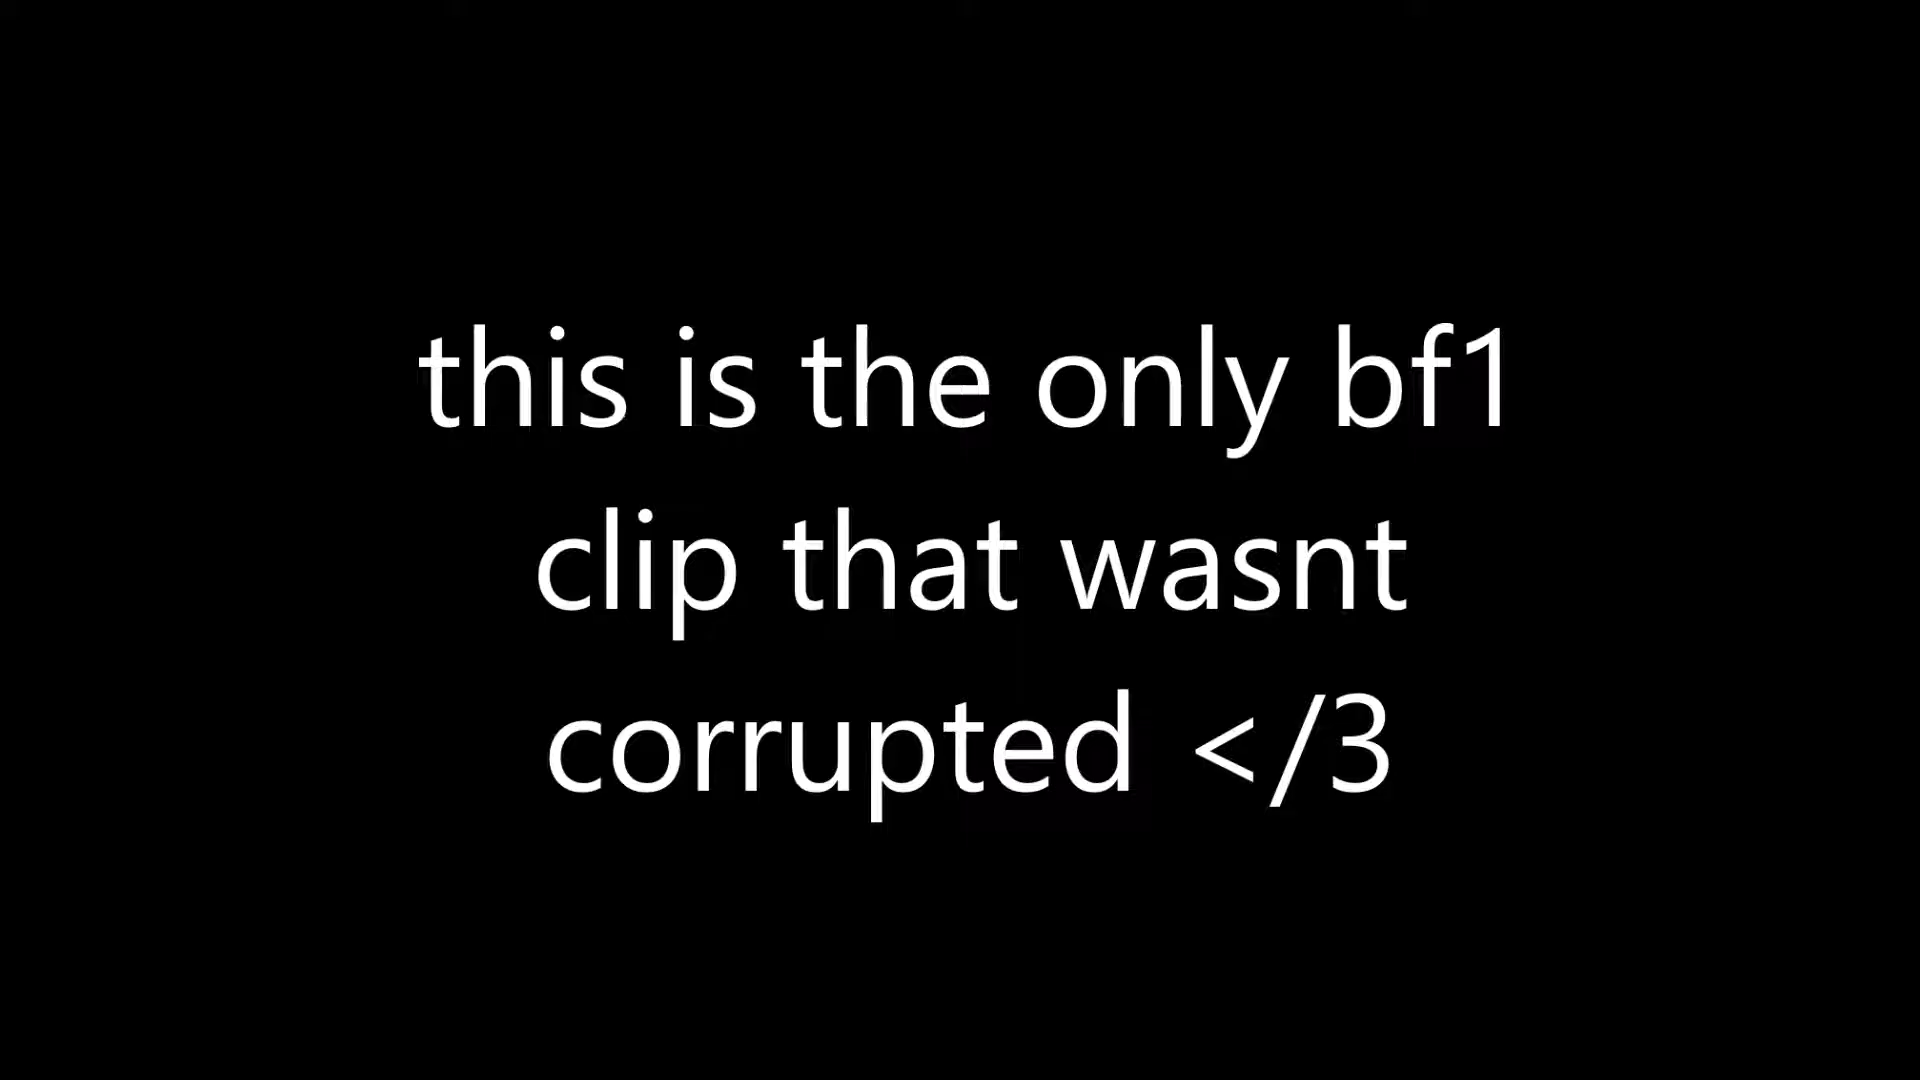 this is the only bf1
clip that wasnt
corrupted </3